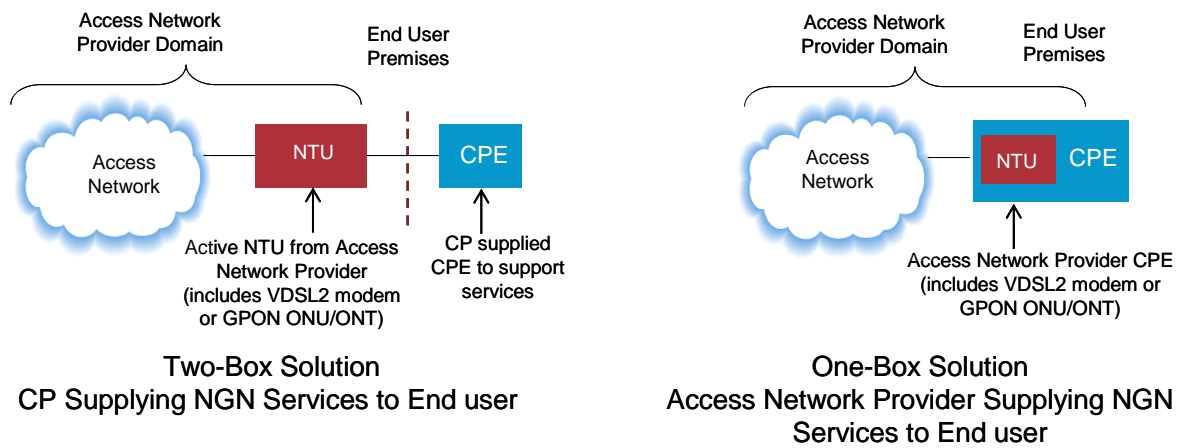 Access Network
Provider Domain
End User
Premises
Access
Network
NTU
CPE
Active NTU from Access
Network Provider
(includes VDSL2 modem
or GPON ONU/ONT)
CP supplied
CPE to support
services
Two-Box Solution
CP Supplying NGN Services to End user
Access Network
Provider Domain
End User
Premises
Access
Network
NTU
CPE
Access Network Provider CPE
(includes VDSL2 modem or
GPON ONU/ONT)
One-Box Solution
Access Network Provider Supplying NGN
Services to End user